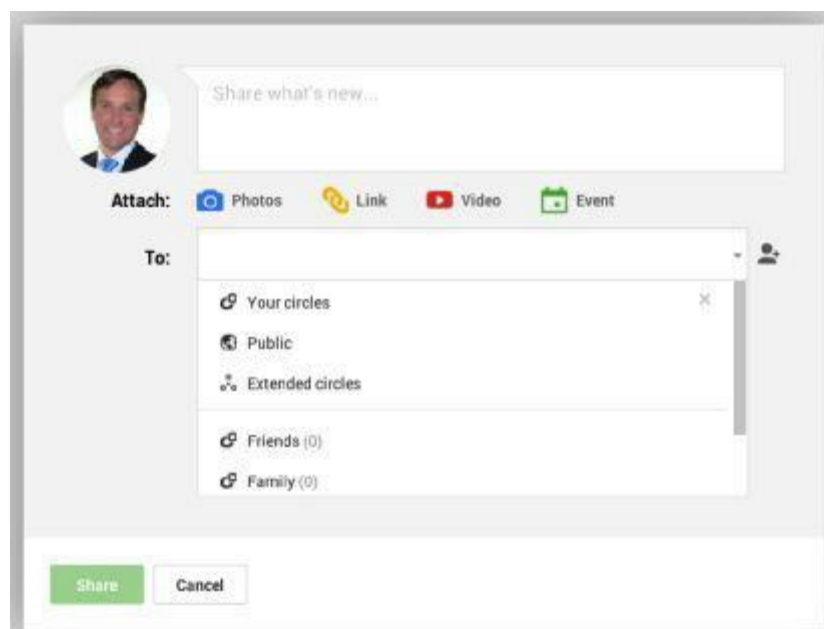 Share what's new...
Attach: Photos Link Video Event
To:
Your circles
Public
Extended circles
Friends (0)
Family (0)
Share Cancel